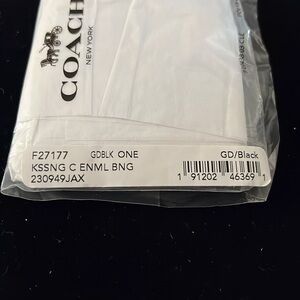 COACH
NEW YORK
F27177 GDBLK ONE GD/Black
KSSNG C ENML BNG
230949JAX
1 91202 46369 1